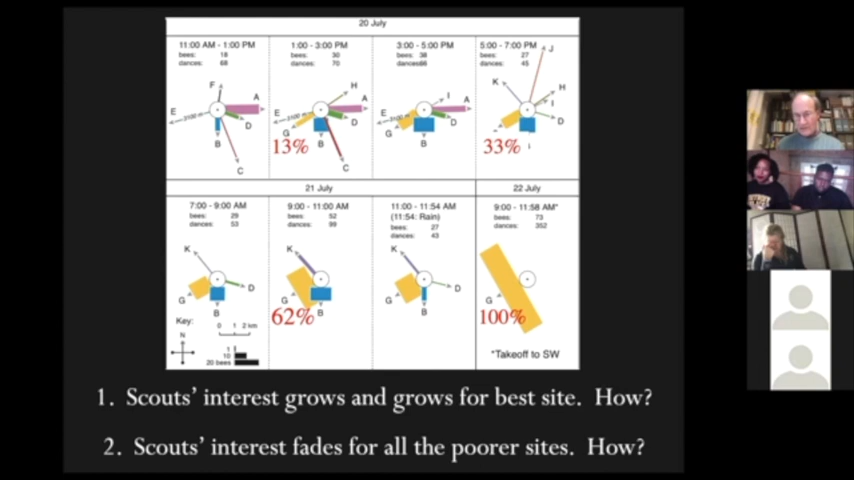 20 July
11:00 AM - 1:00 PM
bees: 18
dances: 68
F
A
E
3100 m
D
B
C
1:00 - 3:00 PM
bees: 30
dances: 70
H
A
E
3100 m
D
G
13%
B
C
3:00 - 5:00 PM
bees: 38
dances66
I
A
E
3100 m
D
G
B
5:00 - 7:00 PM
bees: 27
dances: 45
J
K
H
I
D
33%
21 July
22 July
7:00 - 9:00 AM
bees: 29
dances: 53
K
D
G
B
Key:
N
0 1 2 km
1
10
20 bees
9:00 - 11:00 AM
bees: 52
dances: 99
K
G
62%
B
11:00 - 11:54 AM
(11:54: Rain)
bees: 27
dances: 43
K
D
G
B
9:00 - 11:58 AM*
bees: 73
dances: 352
G
100%
*Takeoff to SW
1. Scouts' interest grows and grows for best site. How?
2. Scouts' interest fades for all the poorer sites. How?